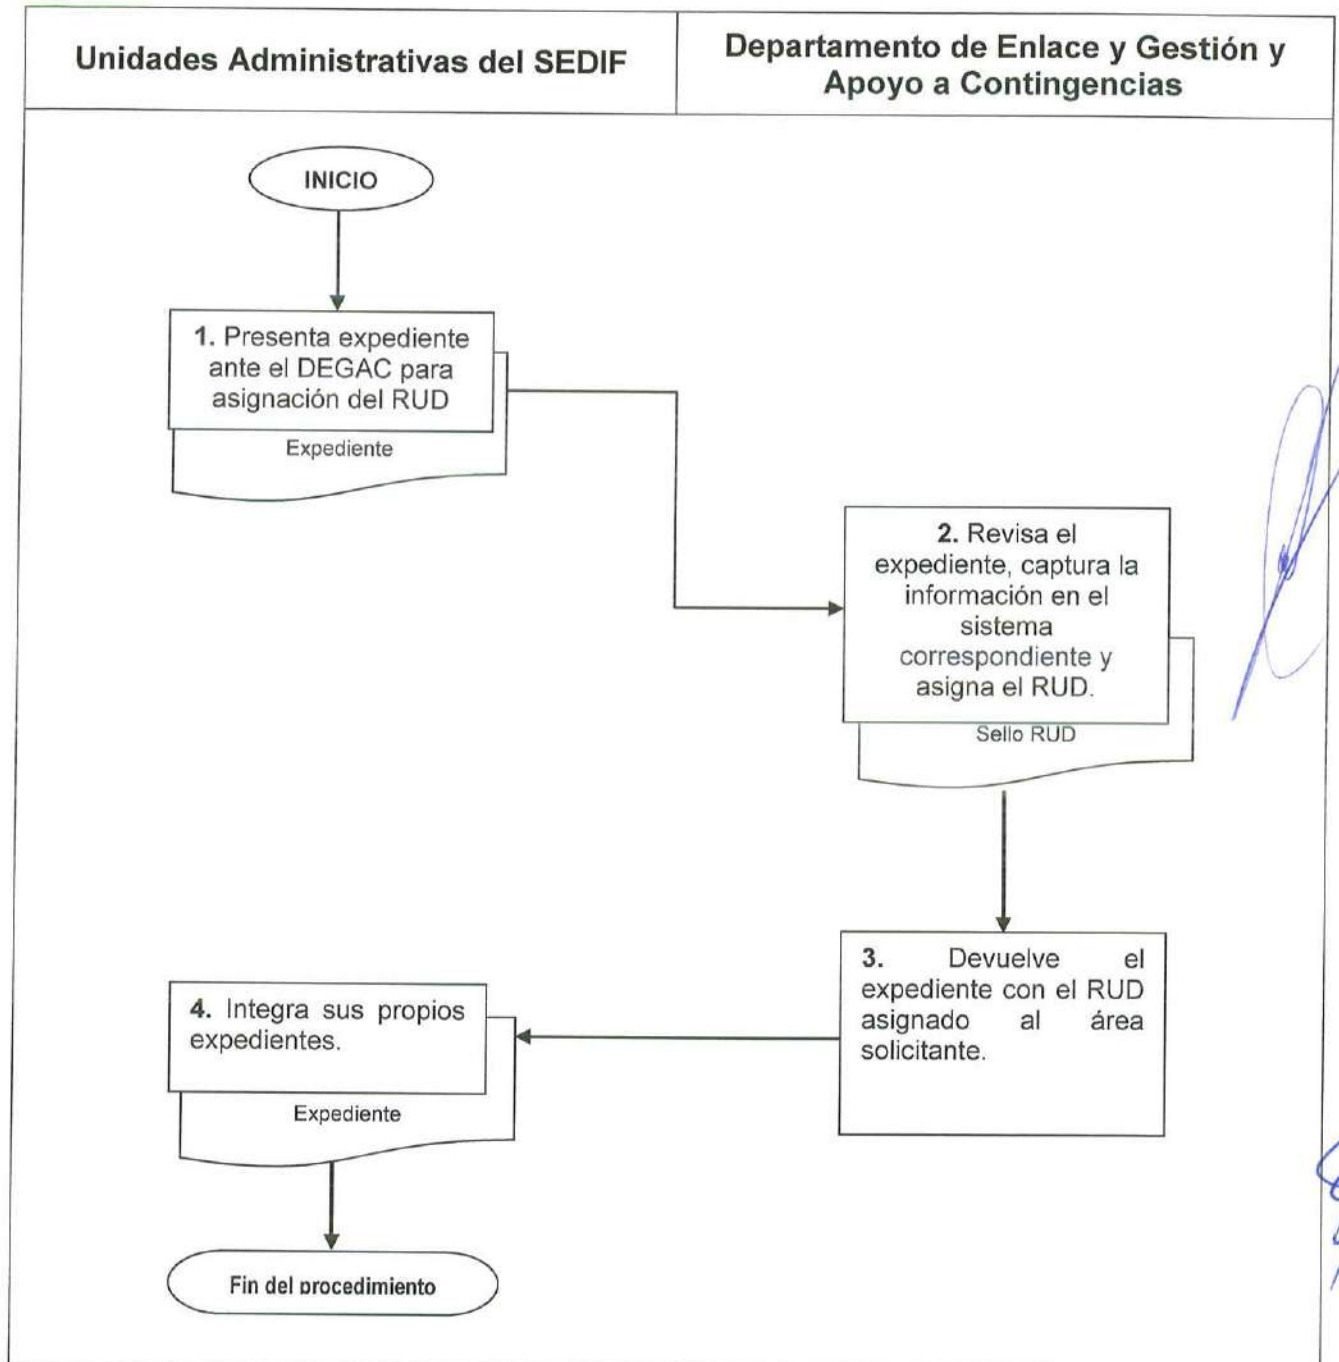 Unidades Administrativas del SEDIF
Departamento de Enlace y Gestión y
Apoyo a Contingencias
INICIO
1. Presenta expediente
ante el DEGAC para
asignación del RUD
Expediente
2. Revisa el
expediente, captura la
información en el
sistema
correspondiente y
asigna el RUD.
Sello RUD
3. Devuelve el
expediente con el RUD
asignado al área
solicitante.
4. Integra sus propios
expedientes.
Expediente
Fin del procedimiento